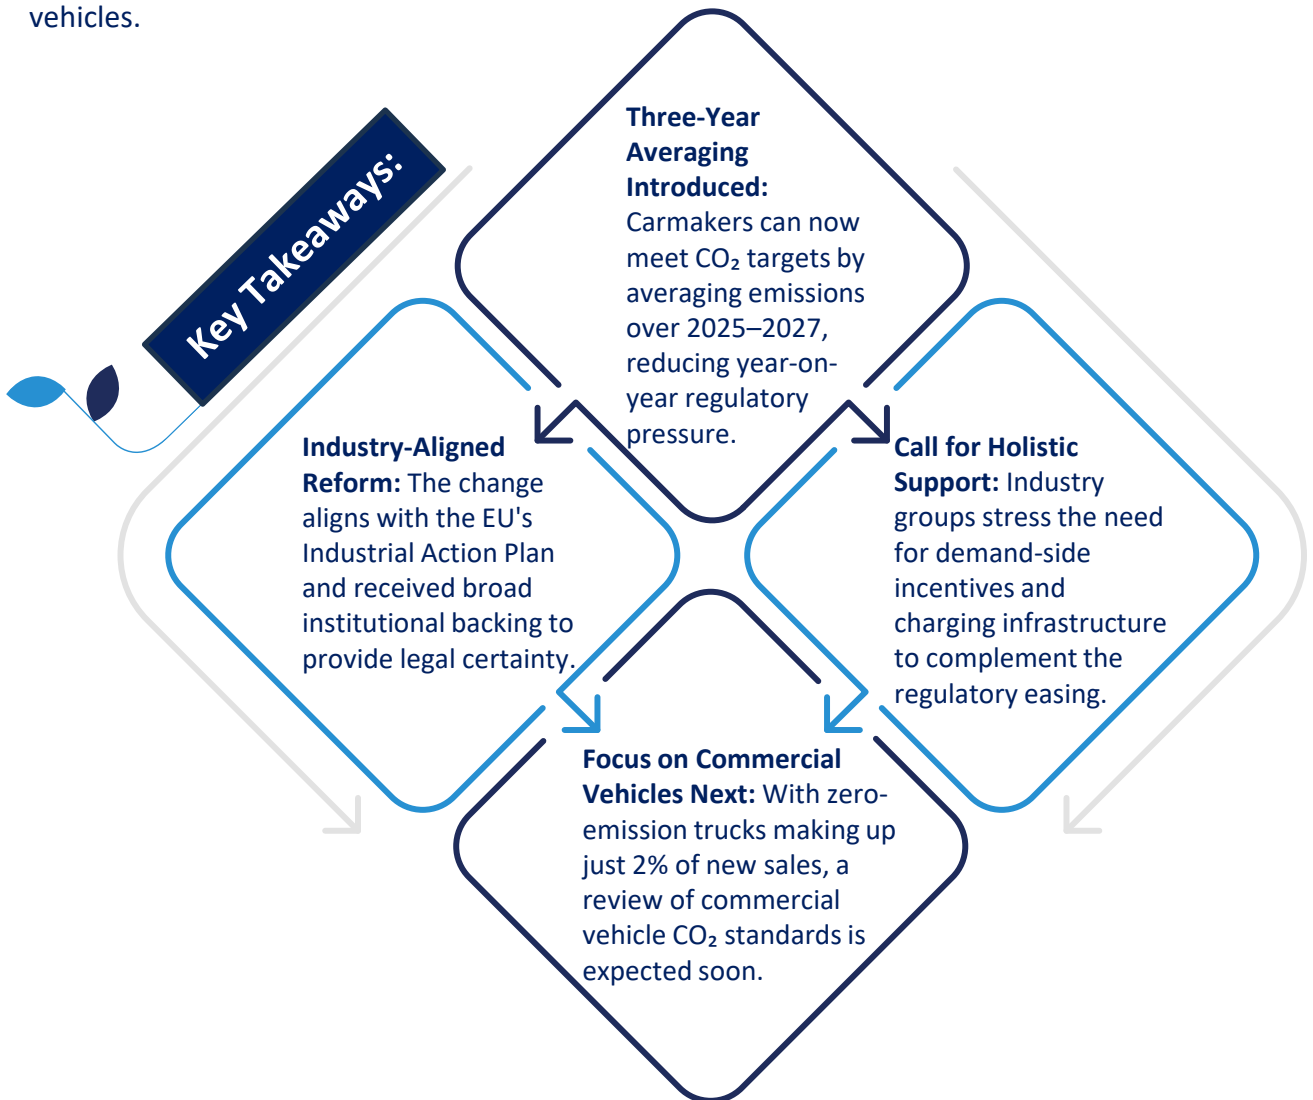 vehicles.
Key Takeaways:
Three-Year
Averaging
Introduced:
Carmakers can now
meet CO₂ targets by
averaging emissions
over 2025–2027,
reducing year-on-
year regulatory
pressure.
Industry-Aligned
Reform: The change
aligns with the EU's
Industrial Action Plan
and received broad
institutional backing to
provide legal certainty.
Call for Holistic
Support: Industry
groups stress the need
for demand-side
incentives and
charging infrastructure
to complement the
regulatory easing.
Focus on Commercial
Vehicles Next: With zero-
emission trucks making up
just 2% of new sales, a
review of commercial
vehicle CO₂ standards is
expected soon.